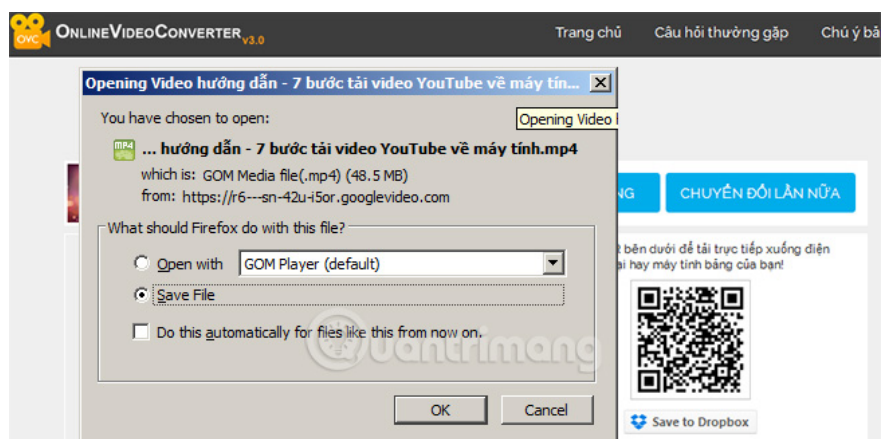 OVC ONLINEVIDEOCONVERTER v3.0 Trang chủ Câu hỏi thường gặp Chú ý bả
Opening Video hướng dẫn - 7 bước tải video YouTube về máy tín... X
You have chosen to open:
Opening Video
MP4 ... hướng dẫn - 7 bước tải video YouTube về máy tính.mp4
which is: GOM Media file(.mp4) (48.5 MB)
from: https://r6---sn-42u-i5or.googlevideo.com
NG CHUYỂN ĐỔI LẦN NỮA
What should Firefox do with this file?
bên dưới để tải trực tiếp xuống điện
ại hay máy tính bảng của bạn!
Open with GOM Player (default)
Save File
Do this automatically for files like this from now on.
Quantrimang
OK Cancel
Save to Dropbox